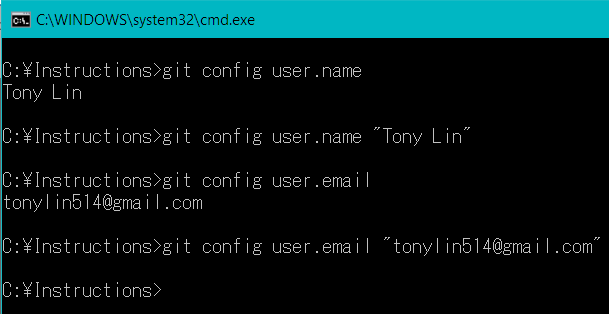 C:\WINDOWS\system32\cmd.exe
C:¥Instructions>git config user.name
Tony Lin
C:¥Instructions>git config user.name "Tony Lin"
C:¥Instructions>git config user.email
tonylin514@gmail.com
C:¥Instructions>git config user.email "tonylin514@gmail.com"
C:¥Instructions>